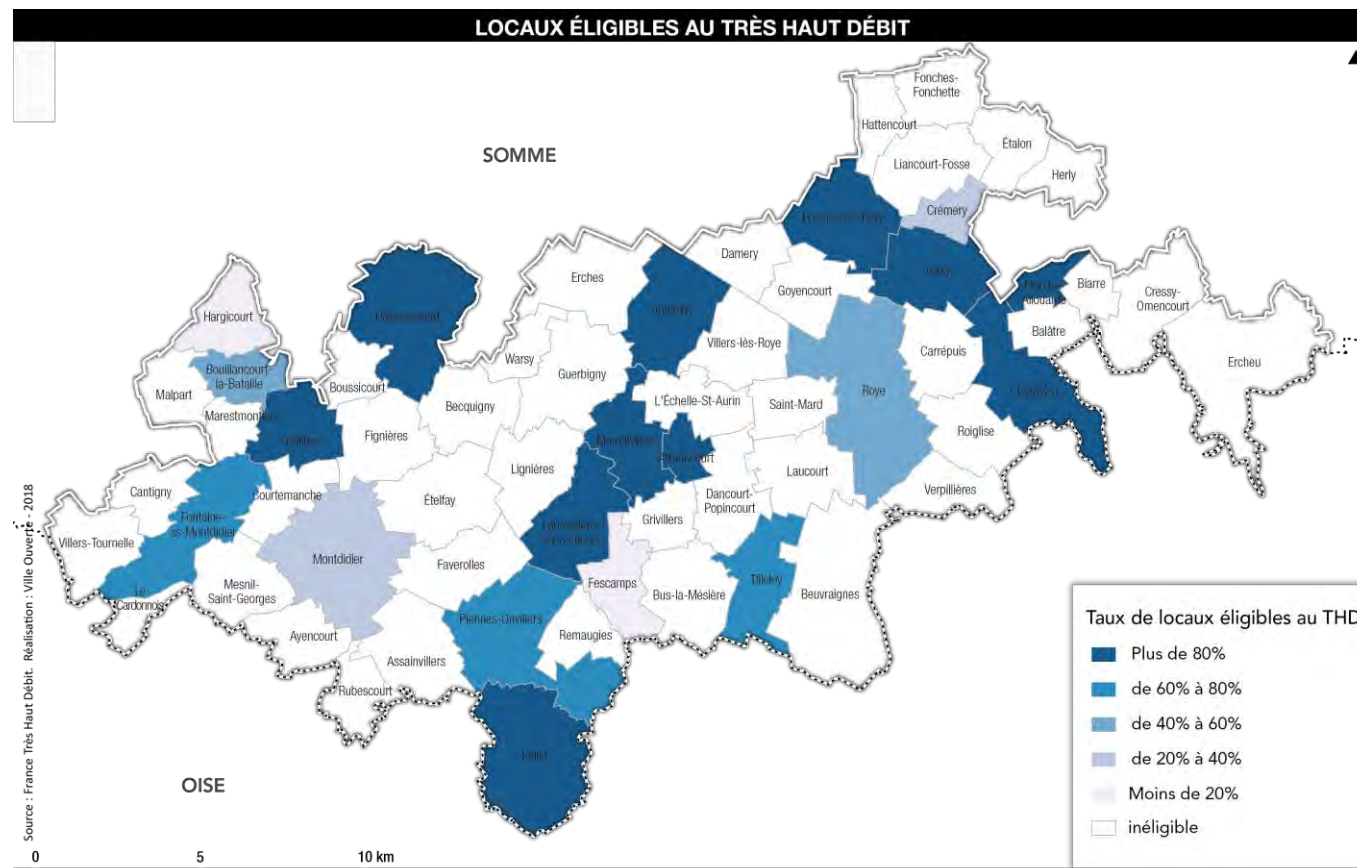 LOCAUX ÉLIGIBLES AU TRÈS HAUT DÉBIT
SOMME
Fonches-
Fonchette
Hattencourt
Étalon
Liancourt-Fosse
Herly
Crémery
Damery
Goyencourt
Erches
Biarre
Cressy-
Omencourt
Balâtre
Ercheu
Hargicourt
Bouillancourt-
la-Bataille
Malpart
Boussicourt
Warsy
Guerbigny
Villers-lès-Roye
Carrépuis
Roye
Marestmontiers
Becquigny
L'Échelle-St-Aurin
Saint-Mard
Fignières
Roiglise
Lignières
Laucourt
Cantigny
Courtemanche
Ételfay
Dancourt-
Popincourt
Verpillières
Fontaine-
ss-Montdidier
Grivillers
Villers-Tournelle
Montdidier
Faverolles
Mesnil-
Saint-Georges
Fescamps
Bus-la-Mésière
Tilloloy
Beuvraignes
Le
Cardonnois
Piennes-Onvillers
Remaugies
Ayencourt
Assainvillers
Rubescourt
OISE
Source : France Très Haut Débit. Réalisation : Ville Ouverte - 2018
0 5 10 km
Taux de locaux éligibles au THD
Plus de 80%
de 60% à 80%
de 40% à 60%
de 20% à 40%
Moins de 20%
inéligible